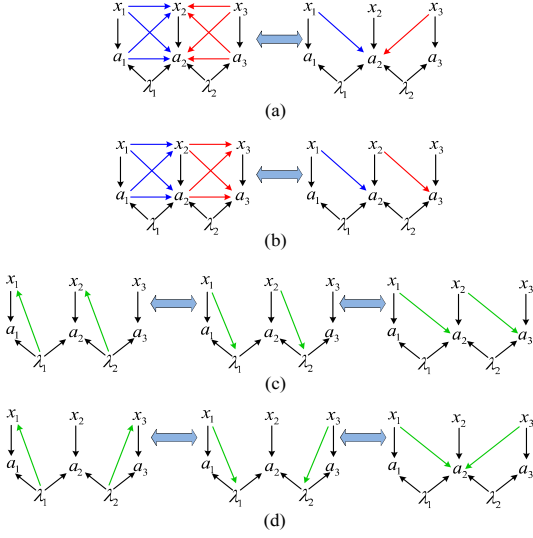 x₁ x₂ x₃ x₁ x₂ x₃
a₁ a₂ a₃ a₁ a₂ a₃
λ₁ λ₂ λ₁ λ₂
(a)
x₁ x₂ x₃ x₁ x₂ x₃
a₁ a₂ a₃ a₁ a₂ a₃
λ₁ λ₂ λ₁ λ₂
(b)
x₁ x₂ x₃ x₁ x₂ x₃ x₁ x₂ x₃
a₁ a₂ a₃ a₁ a₂ a₃ a₁ a₂ a₃
λ₁ λ₂ λ₁ λ₂ λ₁ λ₂
(c)
x₁ x₂ x₃ x₁ x₂ x₃ x₁ x₂ x₃
a₁ a₂ a₃ a₁ a₂ a₃ a₁ a₂ a₃
λ₁ λ₂ λ₁ λ₂ λ₁ λ₂
(d)